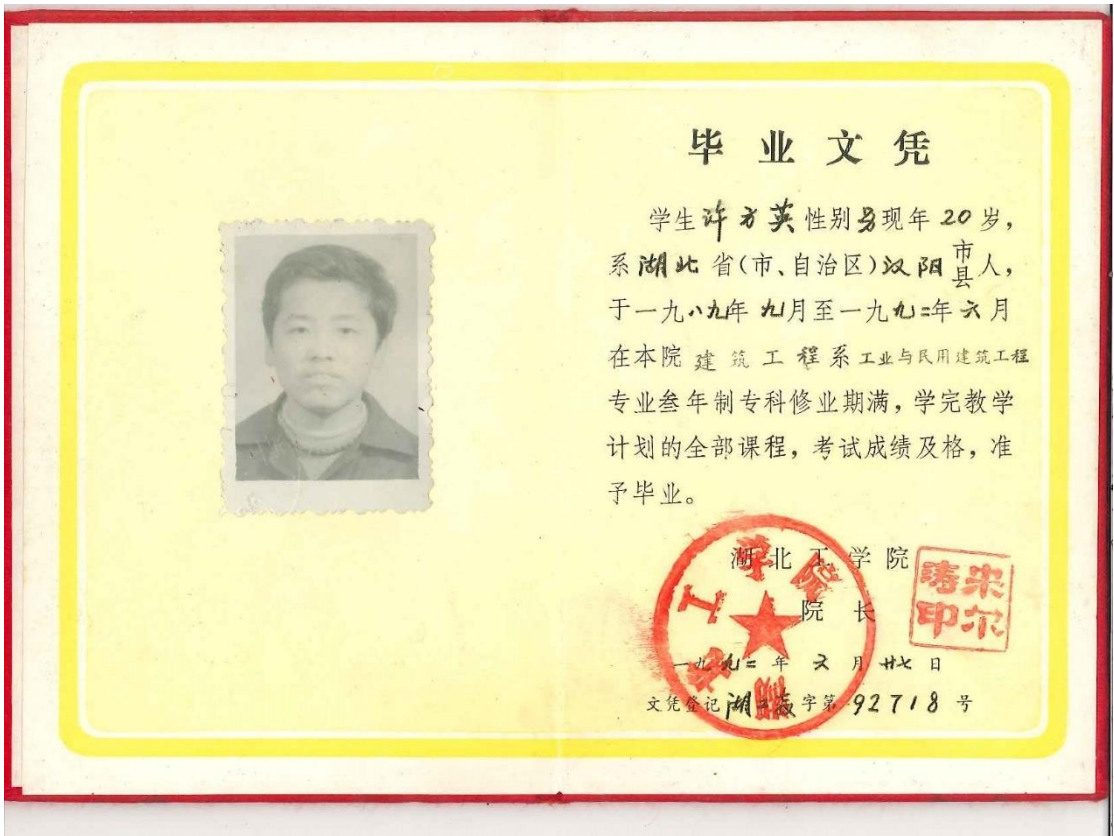 毕业文凭
学生许方英性别男现年20岁，
系湖北省(市、自治区)汉阳市县人，
于一九八九年九月至一九九二年六月
在本院建筑工程系工业与民用建筑工程
专业叁年制专科修业期满，学完教学
计划的全部课程，考试成绩及格，准
予毕业。
湖北工学院
院长
一九九二年六月廿七日
文凭登记湖工字第92718号
湖北工学院